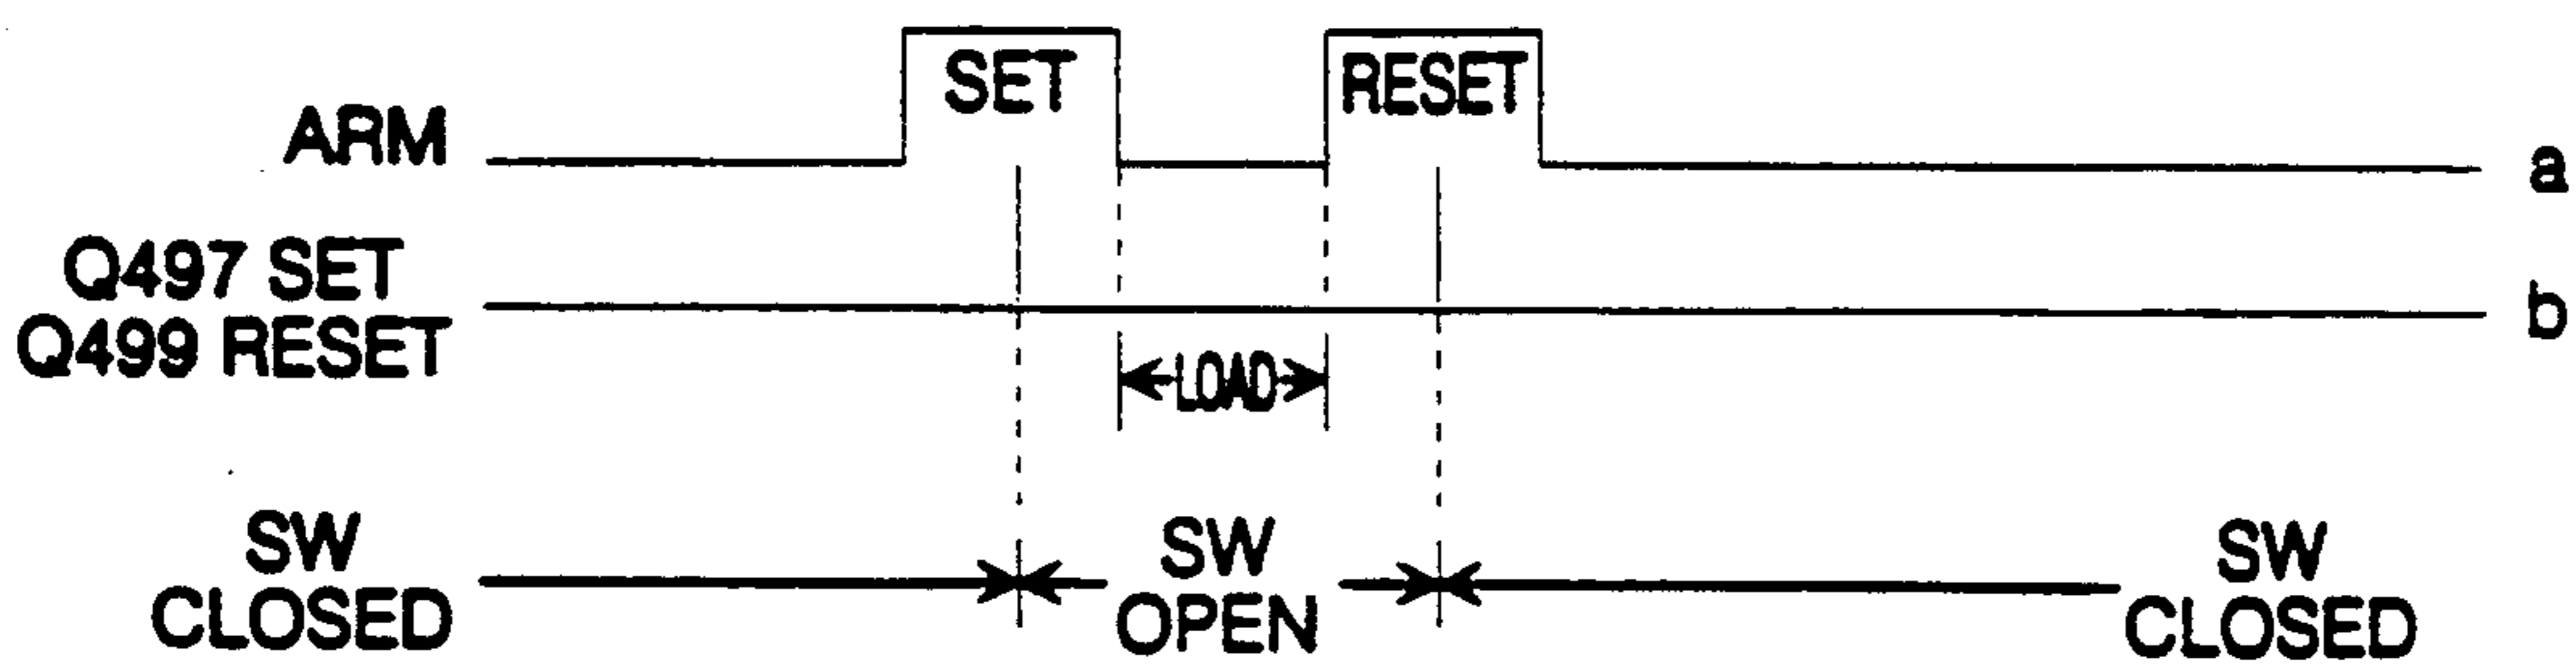 SET
RESET
ARM
a
Q497 SET
Q499 RESET
b
LOAD
SW
CLOSED
SW
OPEN
SW
CLOSED